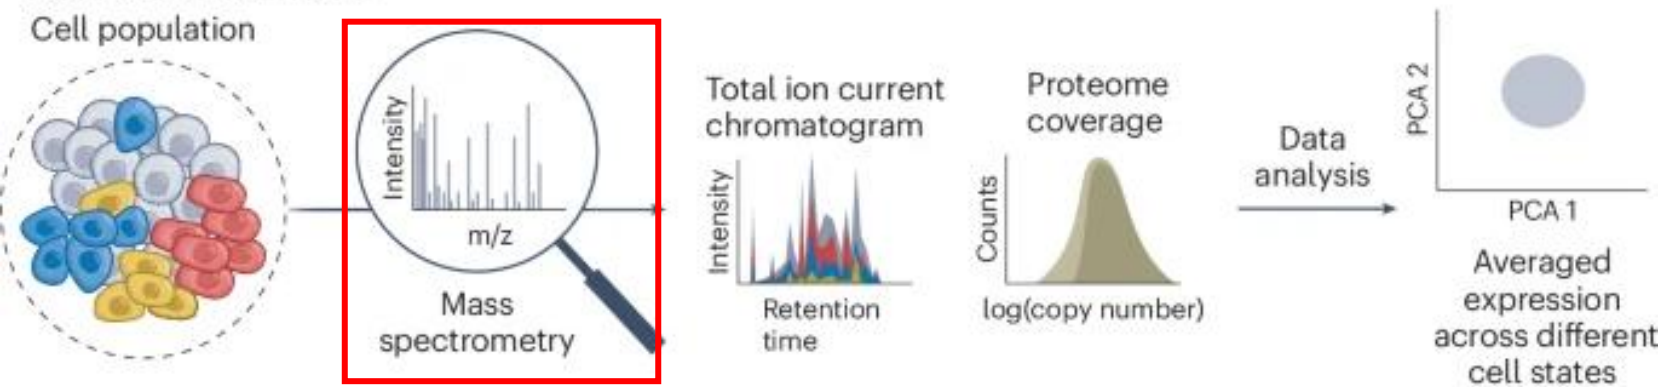 Cell population
Intensity
m/z
Mass
spectrometry
Total ion current
chromatogram
Intensity
Retention
time
Proteome
coverage
Counts
log(copy number)
Data
analysis
PCA 2
PCA 1
Averaged
expression
across different
cell states